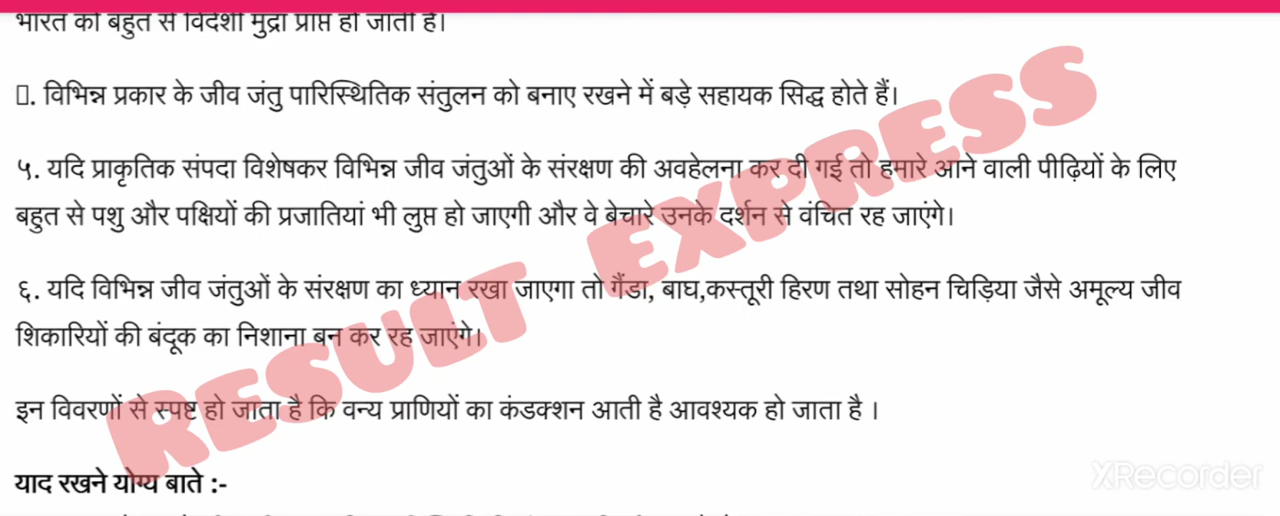 भारत को बहुत से विदेशी मुद्रा प्राप्त हो जाती है।
. विभिन्न प्रकार के जीव जंतु पारिस्थितिक संतुलन को बनाए रखने में बड़े सहायक सिद्ध होते हैं।
५. यदि प्राकृतिक संपदा विशेषकर विभिन्न जीव जंतुओं के संरक्षण की अवहेलना कर दी गई तो हमारे आने वाली पीढ़ियों के लिए
बहुत से पशु और पक्षियों की प्रजातियां भी लुप्त हो जाएगी और वे बेचारे उनके दर्शन से वंचित रह जाएंगे।
६. यदि विभिन्न जीव जंतुओं के संरक्षण का ध्यान रखा जाएगा तो गैंडा, बाघ,कस्तूरी हिरण तथा सोहन चिड़िया जैसे अमूल्य जीव
शिकारियों की बंदूक का निशाना बन कर रह जाएंगे।
इन विवरणों से स्पष्ट हो जाता है कि वन्य प्राणियों का कंडक्शन आती है आवश्यक हो जाता है ।
याद रखने योग्य बाते :-
RESULT EXPRESS
XRecorder